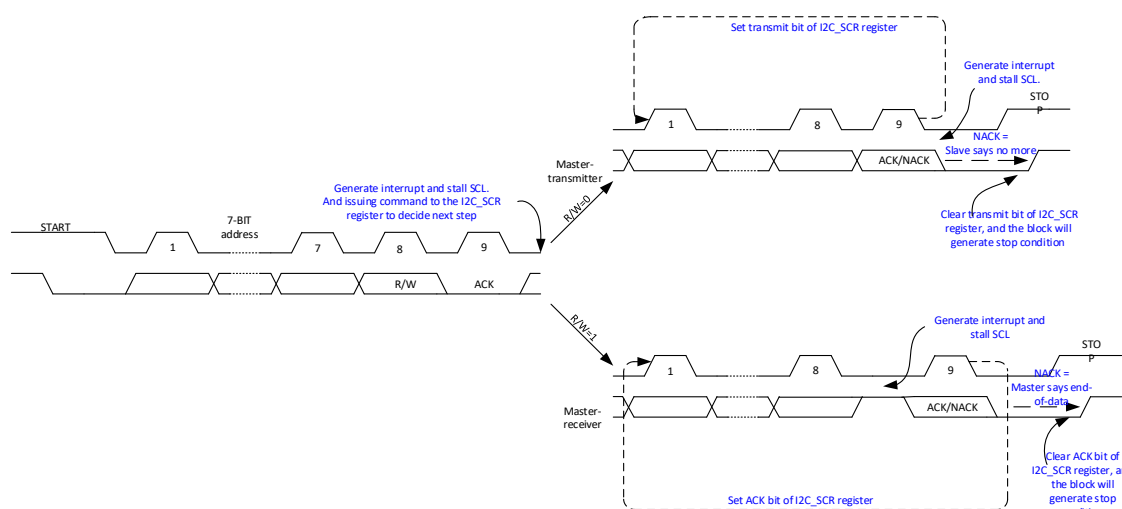 Set transmit bit of I2C_SCR register
Generate interrupt
and stall SCL.
STO
P
1
8
9
NACK =
Slave says no more
Master-
transmitter
ACK/NACK
Generate interrupt and stall SCL.
And issuing command to the I2C_SCR
register to decide next step
R/W=0
Clear transmit bit of I2C_SCR
register, and the block will
generate stop condition
START
7-BIT
address
1
7
8
9
R/W
ACK
R/W=1
Generate interrupt and
stall SCL
STO
P
1
8
9
NACK =
Master says end-
of-data
Master-
receiver
ACK/NACK
Clear ACK bit of
I2C_SCR register, an
the block will
generate stop
Set ACK bit of I2C_SCR register